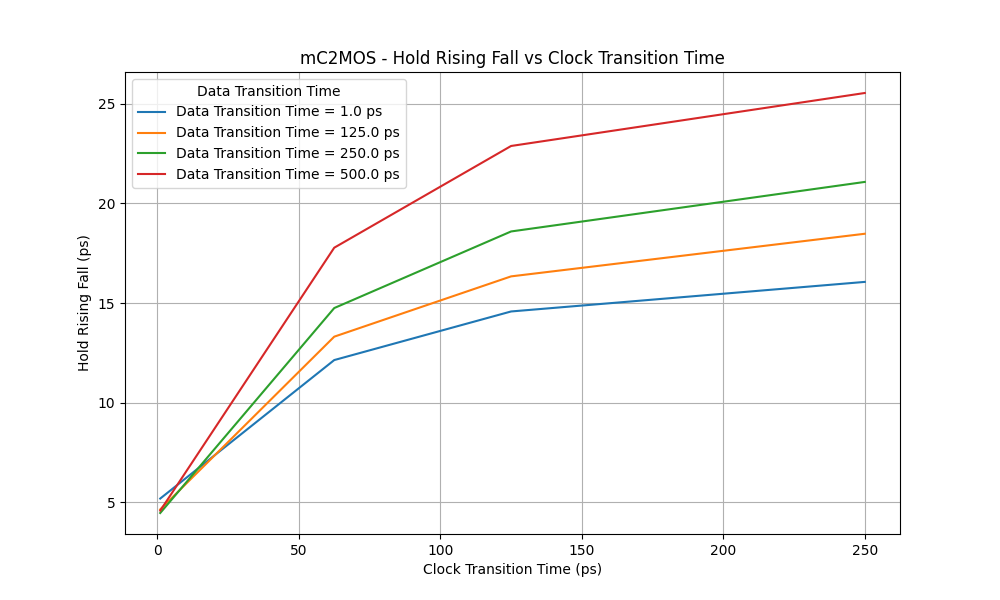 mC2MOS - Hold Rising Fall vs Clock Transition Time
Data Transition Time
Data Transition Time = 1.0 ps
Data Transition Time = 125.0 ps
Data Transition Time = 250.0 ps
Data Transition Time = 500.0 ps
Hold Rising Fall (ps)
25
20
15
10
5
0 50 100 150 200 250
Clock Transition Time (ps)